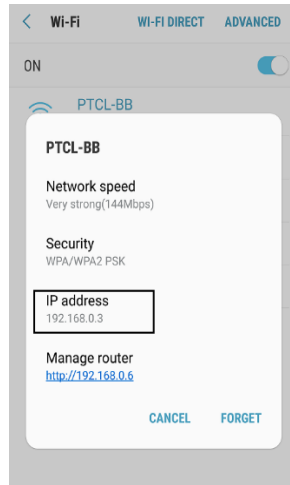 Wi-Fi WI-FI DIRECT ADVANCED
ON
PTCL-BB
PTCL-BB
Network speed
Very strong(144Mbps)
Security
WPA/WPA2 PSK
IP address
192.168.0.3
Manage router
http://192.168.0.6
CANCEL FORGET